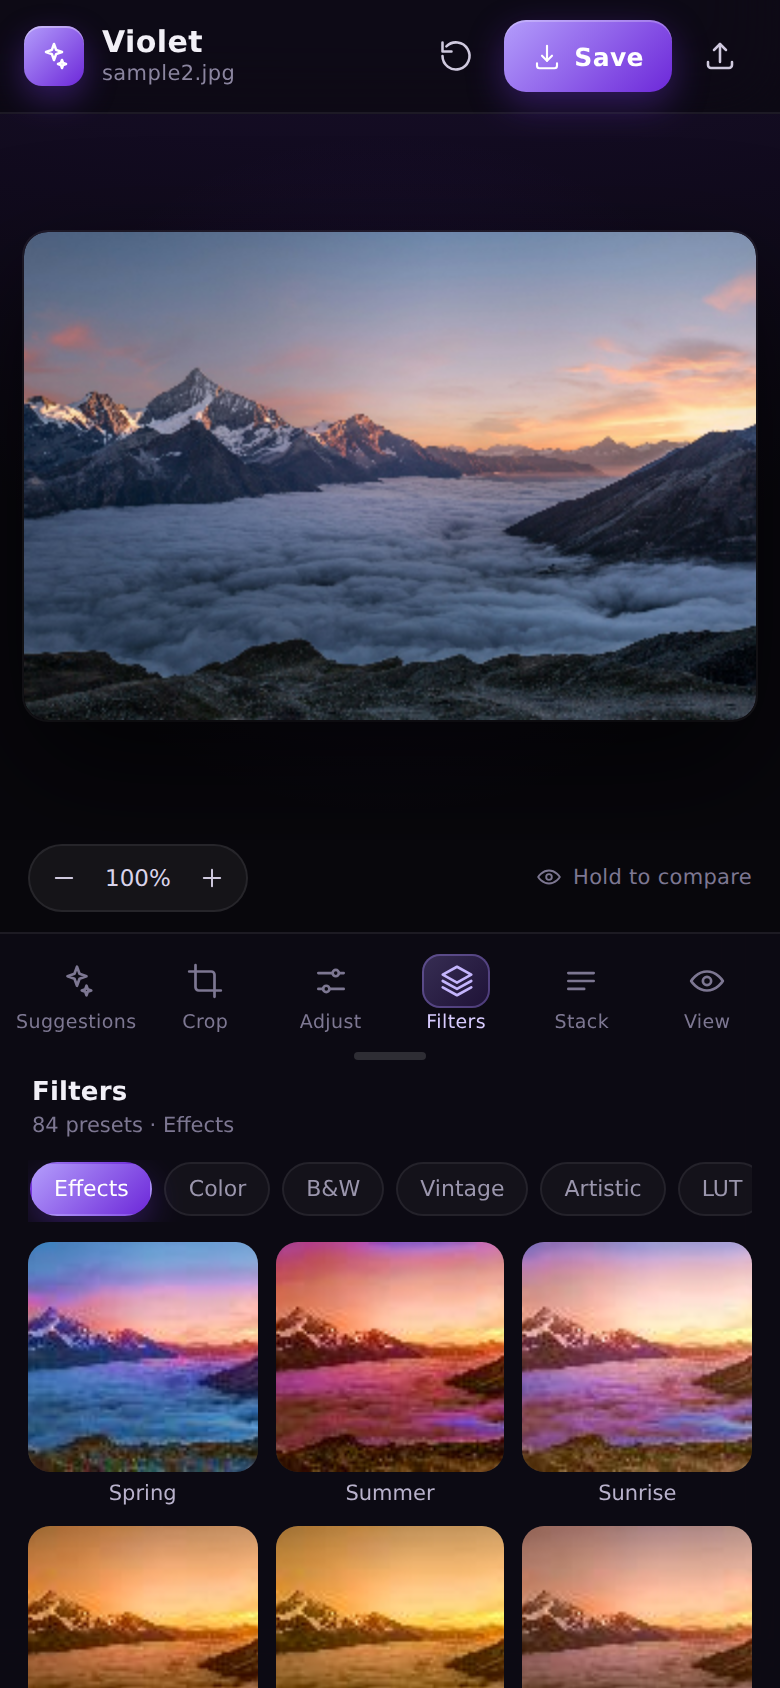 Violet
sample2.jpg
Save
100%
Hold to compare
Suggestions
Crop
Adjust
Filters
Stack
View
Filters
84 presets · Effects
Effects
Color
B&W
Vintage
Artistic
LUT
Spring
Summer
Sunrise